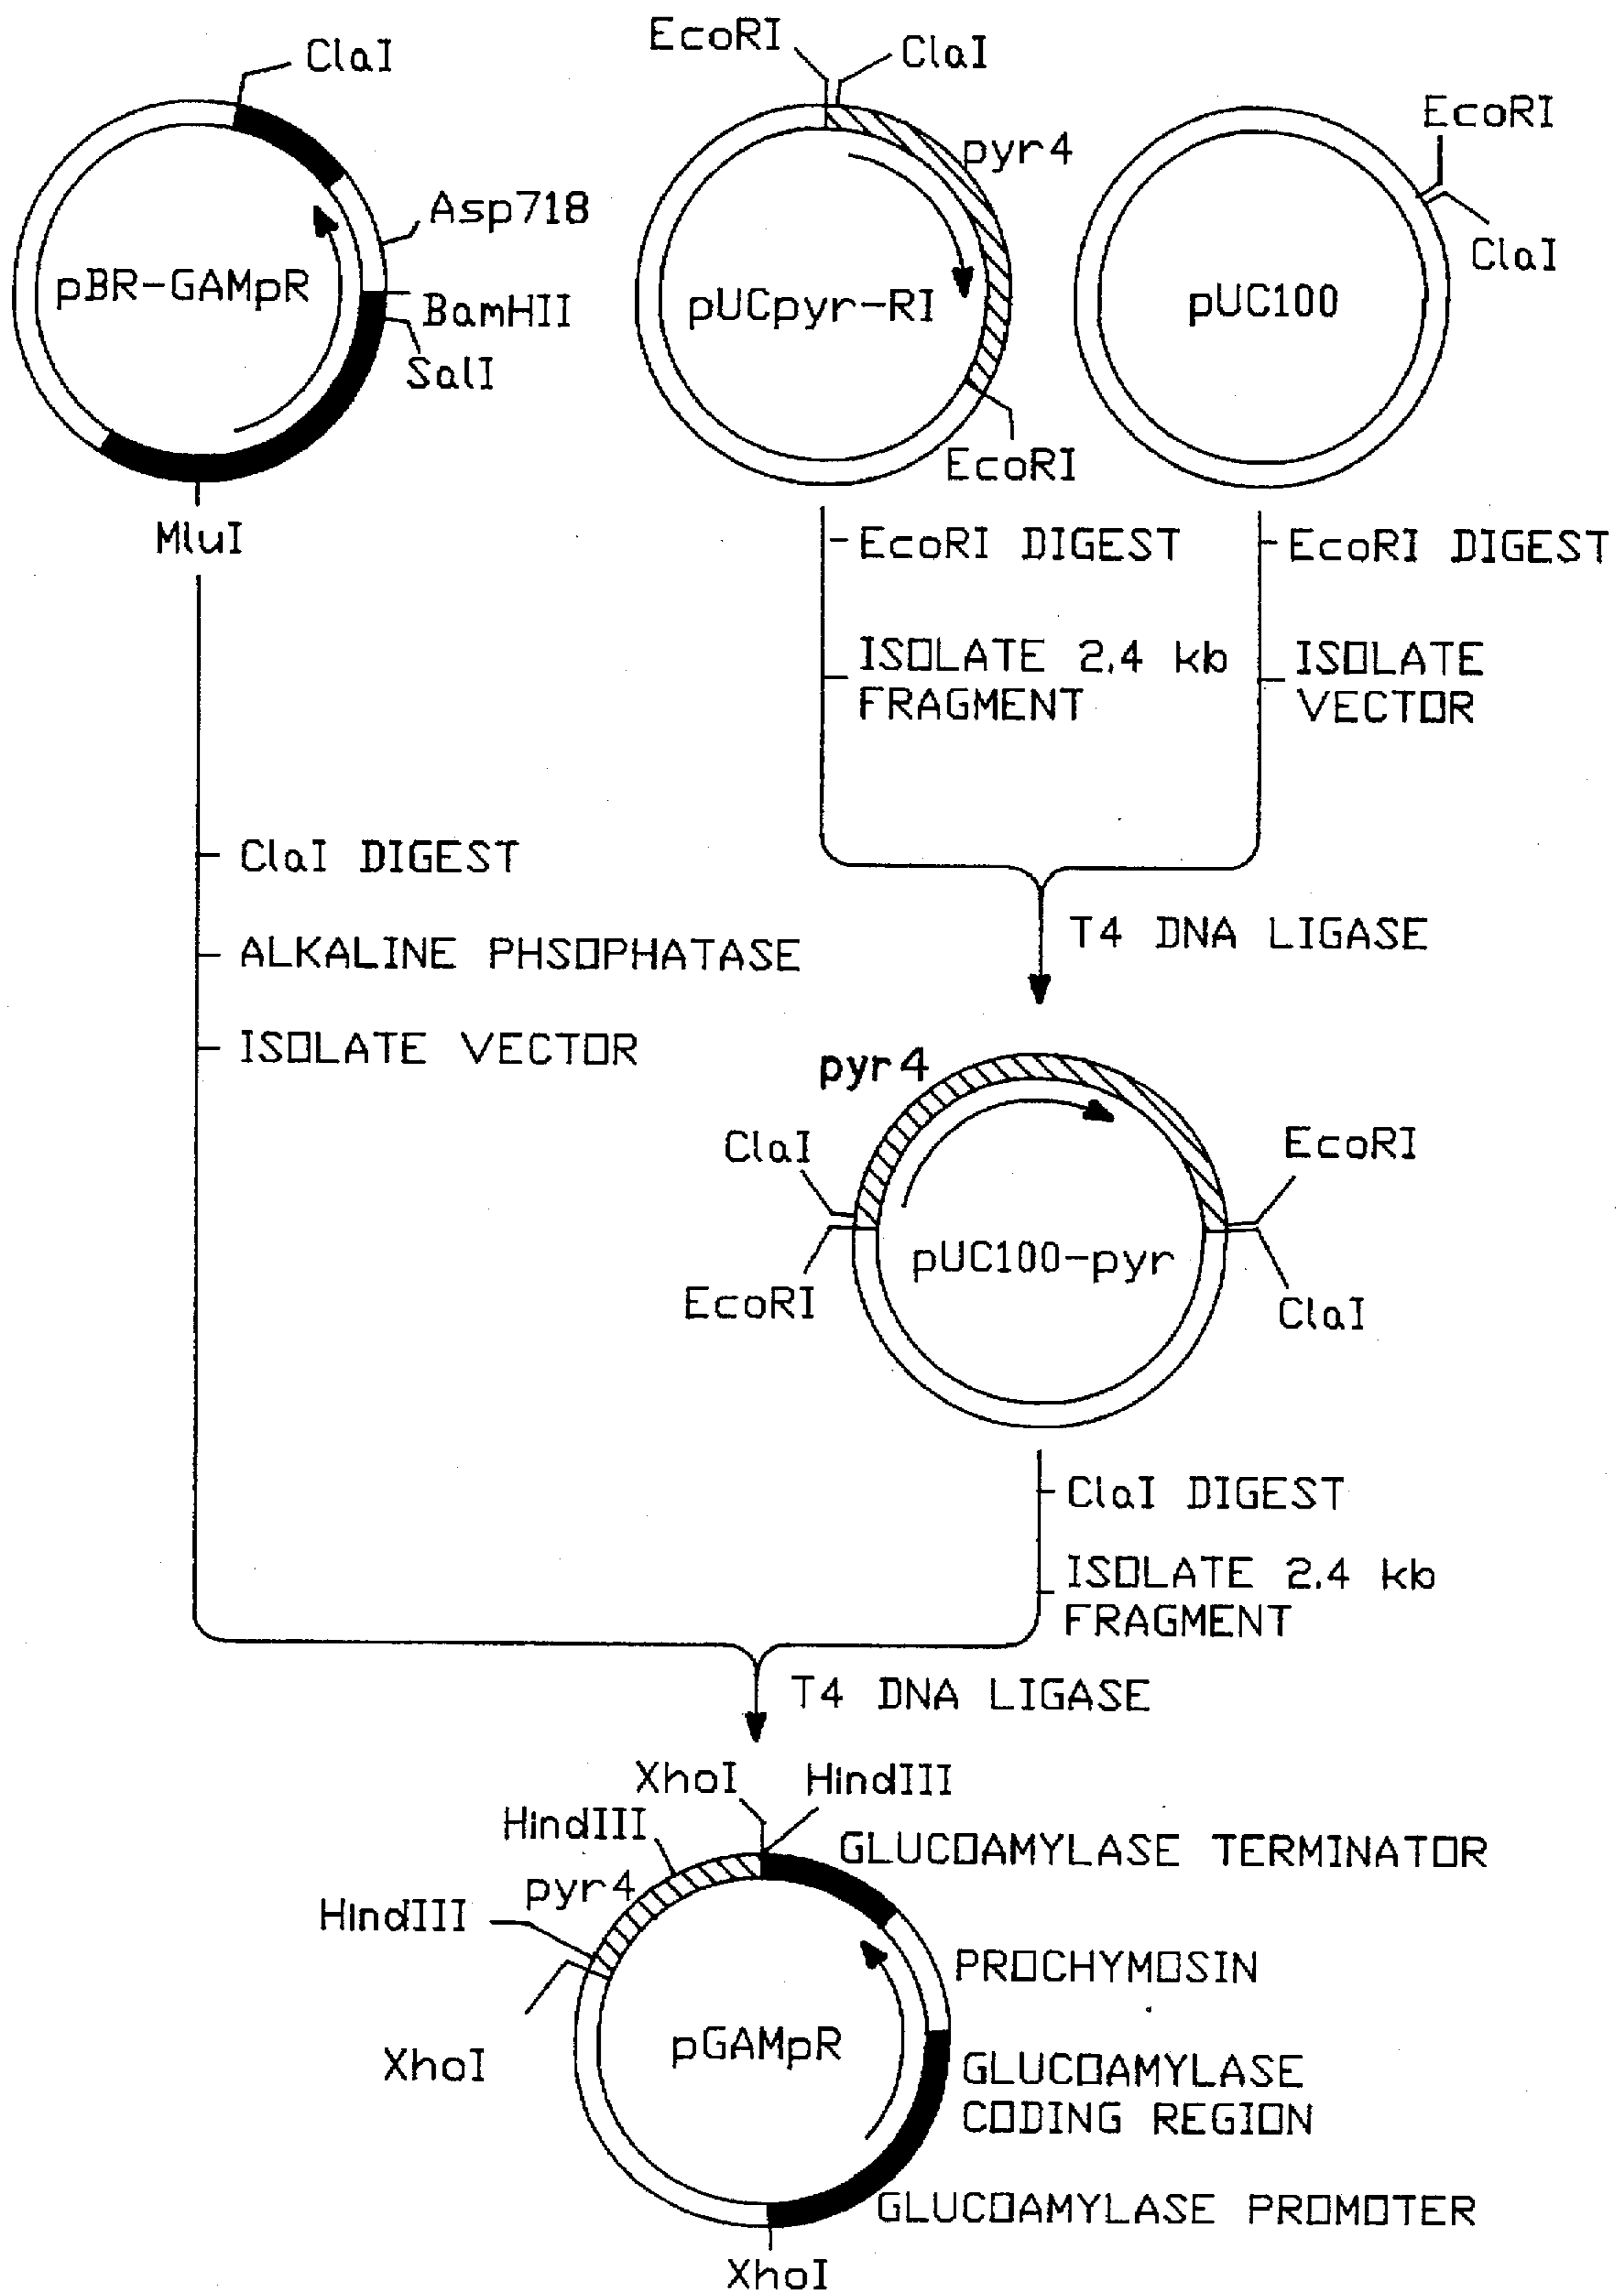 ClaI
Asp718
pBR-GAMpR
BamHII
SalI
MluI
EcoRI
ClaI
pyr4
pUCpyr-RI
EcoRI
EcoRI
ClaI
pUC100
EcoRI DIGEST
ISOLATE 2.4 kb
FRAGMENT
EcoRI DIGEST
ISOLATE
VECTOR
ClaI DIGEST
ALKALINE PHSOPHATASE
ISOLATE VECTOR
T4 DNA LIGASE
pyr4
ClaI
EcoRI
EcoRI
ClaI
pUC100-pyr
ClaI DIGEST
ISOLATE 2.4 kb
FRAGMENT
T4 DNA LIGASE
XhoI
HindIII
HindIII
GLUCOAMYLASE TERMINATOR
pyr4
HindIII
PROCHYMOSIN
XhoI
pGAMpR
GLUCOAMYLASE
CODING REGION
GLUCOAMYLASE PROMOTER
XhoI